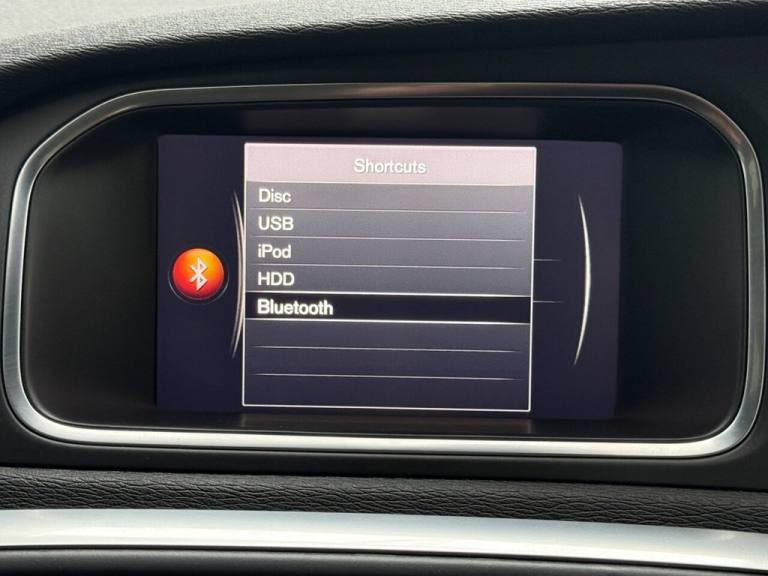 Shortcuts
Disc
USB
iPod
HDD
Bluetooth